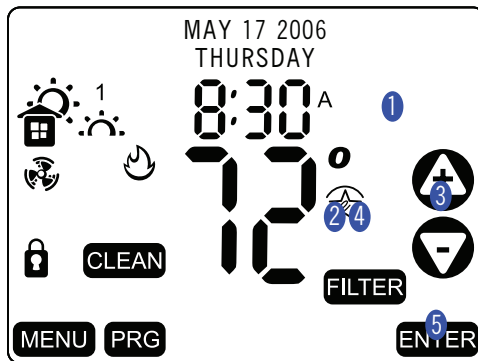 MAY 17 2006
THURSDAY
1
8:30 A
1
72°
2 4
3
CLEAN
FILTER
MENU PRG
5
ENTER